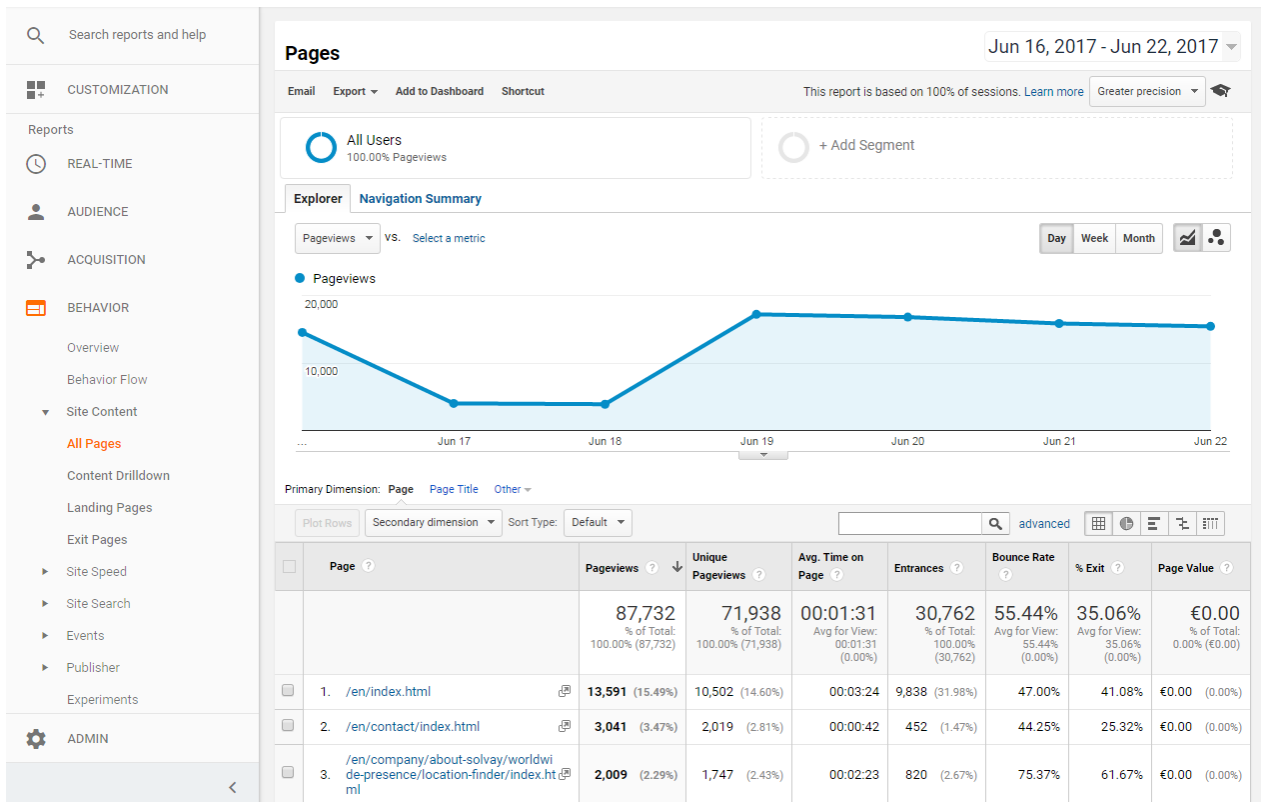 Search reports and help
CUSTOMIZATION
Reports
REAL-TIME
AUDIENCE
ACQUISITION
BEHAVIOR
Overview
Behavior Flow
Site Content
All Pages
Content Drilldown
Landing Pages
Exit Pages
Site Speed
Site Search
Events
Publisher
Experiments
ADMIN
Pages
Jun 16, 2017 - Jun 22, 2017
Email Export Add to Dashboard Shortcut
This report is based on 100% of sessions. Learn more Greater precision
All Users
100.00% Pageviews
+ Add Segment
Explorer Navigation Summary
Pageviews VS. Select a metric
Day Week Month
Pageviews
20,000
10,000
... Jun 17 Jun 18 Jun 19 Jun 20 Jun 21 Jun 22
Primary Dimension: Page Page Title Other
Plot Rows Secondary dimension Sort Type: Default advanced
Page ? Pageviews ? Unique Pageviews ? Avg. Time on Page ? Entrances ? Bounce Rate ? % Exit ? Page Value ?
87,732 71,938 00:01:31 30,762 55.44% 35.06% €0.00
% of Total: % of Total: Avg for View: % of Total: Avg for View: Avg for View: % of Total:
100.00% (87,732) 100.00% (71,938) 00:01:31 100.00% 55.44% 35.06% 0.00% (€0.00)
(0.00%) (30,762) (0.00%) (0.00%)
1. /en/index.html 13,591 (15.49%) 10,502 (14.60%) 00:03:24 9,838 (31.98%) 47.00% 41.08% €0.00 (0.00%)
2. /en/contact/index.html 3,041 (3.47%) 2,019 (2.81%) 00:00:42 452 (1.47%) 44.25% 25.32% €0.00 (0.00%)
/en/company/about-solvay/worldwi
3. de-presence/location-finder/index.ht 2,009 (2.29%) 1,747 (2.43%) 00:02:23 820 (2.67%) 75.37% 61.67% €0.00 (0.00%)
ml